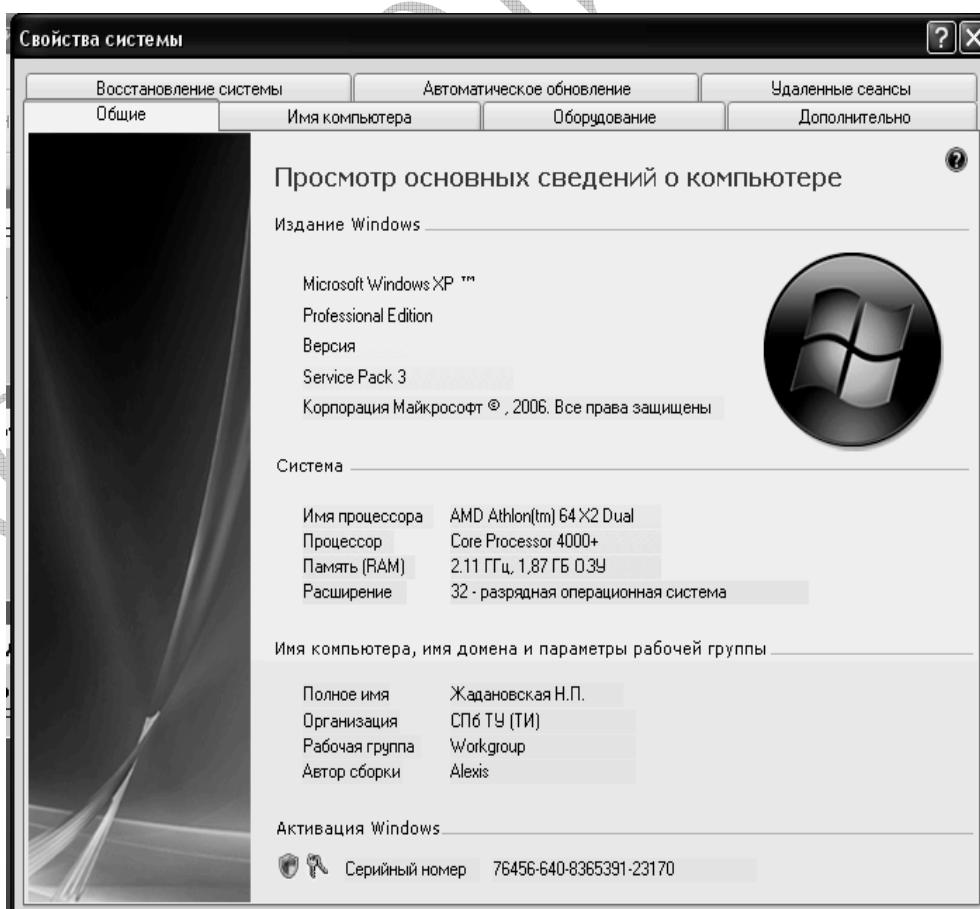 Свойства системы
Восстановление системы
Автоматическое обновление
Удаленные сеансы
Общие
Имя компьютера
Оборудование
Дополнительно
Просмотр основных сведений о компьютере
Издание Windows
Microsoft Windows XP ™
Professional Edition
Версия
Service Pack 3
Корпорация Майкрософт © , 2006. Все права защищены
Система
Имя процессора AMD Athlon(tm) 64 X2 Dual
Процессор Core Processor 4000+
Память (RAM) 2.11 ГГц, 1,87 ГБ ОЗУ
Расширение 32 - разрядная операционная система
Имя компьютера, имя домена и параметры рабочей группы
Полное имя Жадановская Н.П.
Организация СПб ТУ (ТИ)
Рабочая группа Workgroup
Автор сборки Alexis
Активация Windows
Серийный номер 76456-640-8365391-23170